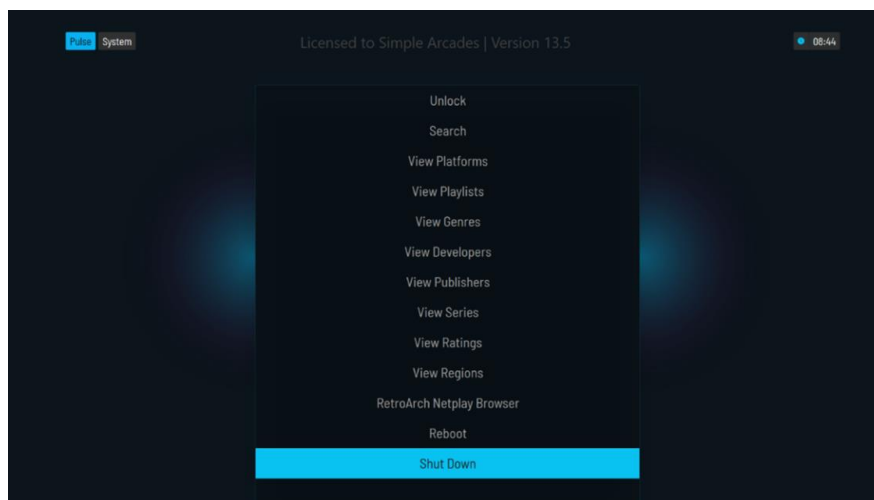 Pulse System
Licensed to Simple Arcades | Version 13.5
08:44
Unlock
Search
View Platforms
View Playlists
View Genres
View Developers
View Publishers
View Series
View Ratings
View Regions
RetroArch Netplay Browser
Reboot
Shut Down